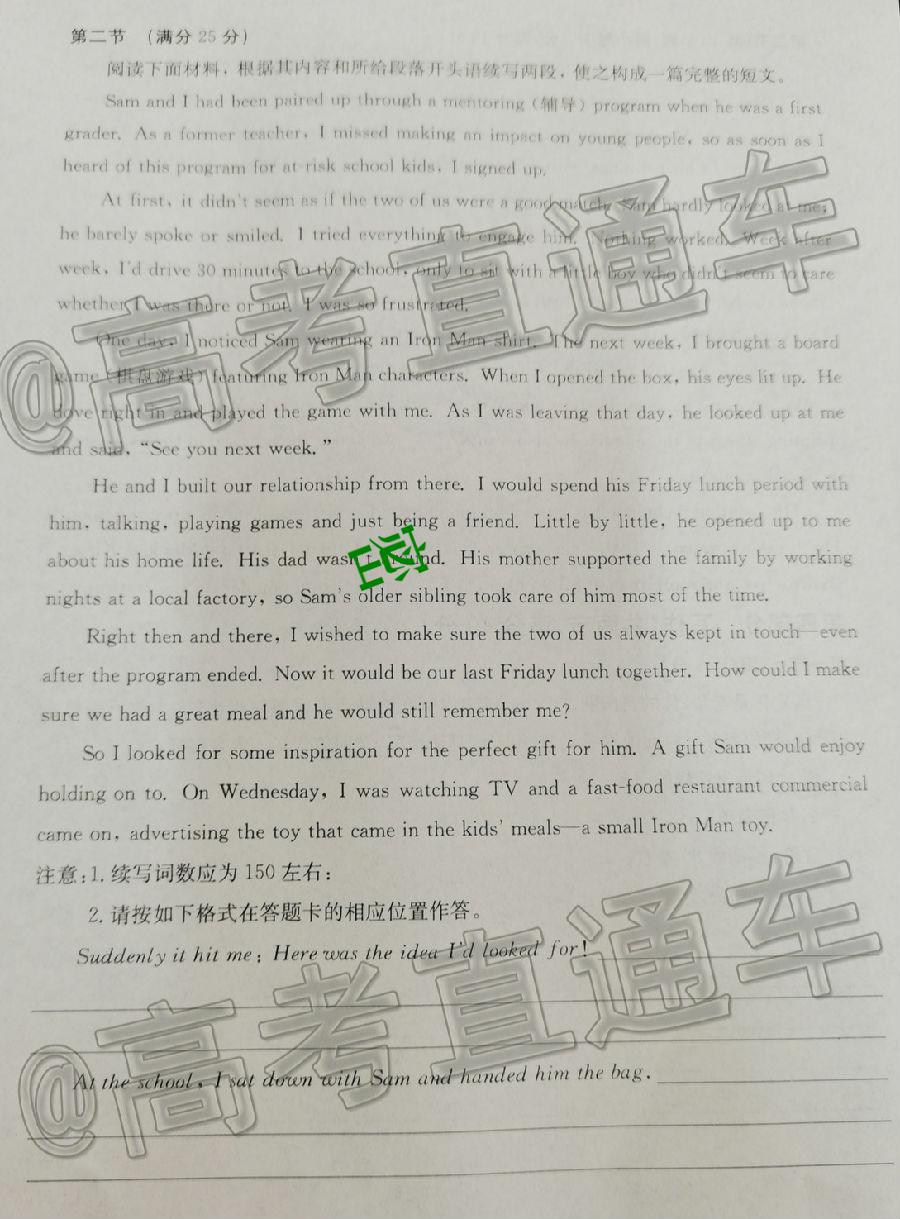 第二节 （满分 25 分）
阅读下面材料，根据其内容和所给段落开头语续写两段，使之构成一篇完整的短文。
Sam and I had been paired up through a mentoring（辅导）program when he was a first
grader. As a former teacher, I missed making an impact on young people, so as soon as I
heard of this program for at-risk school kids, I signed up.
At first, it didn't seem as if the two of us were a good match. Sam hardly looked at me;
he barely spoke or smiled. I tried everything to engage him. Nothing worked. Week after
week, I'd drive 30 minutes to the school, only to sit with a little boy who didn't seem to care
whether I was there or not. I was so frustrated.
One day, I noticed Sam wearing an Iron Man shirt. The next week, I brought a board
game（棋盘游戏）featuring Iron Man characters. When I opened the box, his eyes lit up. He
dove right in and played the game with me. As I was leaving that day, he looked up at me
and said, “See you next week.”
He and I built our relationship from there. I would spend his Friday lunch period with
him, talking, playing games and just being a friend. Little by little, he opened up to me
about his home life. His dad wasn't around. His mother supported the family by working
nights at a local factory, so Sam's older sibling took care of him most of the time.
Right then and there, I wished to make sure the two of us always kept in touch—even
after the program ended. Now it would be our last Friday lunch together. How could I make
sure we had a great meal and he would still remember me?
So I looked for some inspiration for the perfect gift for him. A gift Sam would enjoy
holding on to. On Wednesday, I was watching TV and a fast-food restaurant commercial
came on, advertising the toy that came in the kids' meals—a small Iron Man toy.
注意：1. 续写词数应为 150 左右；
2. 请按如下格式在答题卡的相应位置作答。
Suddenly it hit me; Here was the idea I'd looked for!
At the school, I sat down with Sam and handed him the bag.
@高考直通车
@高考直通车